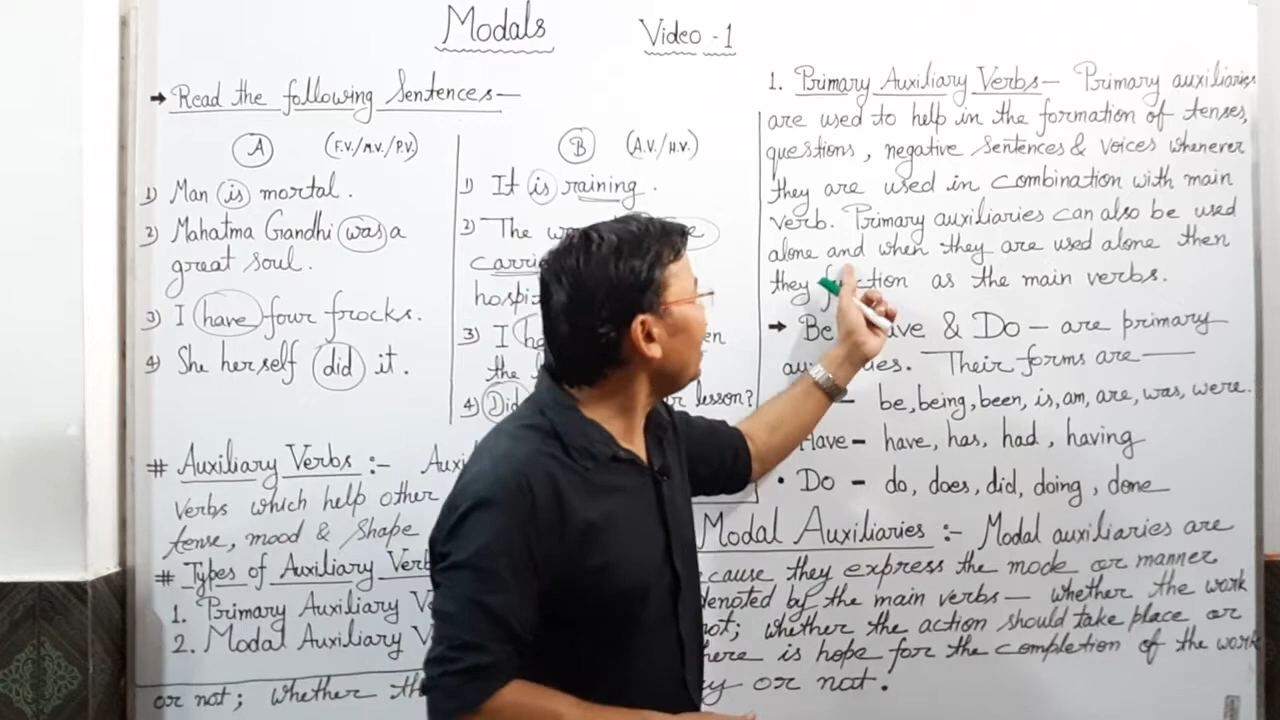 Modals Video - 1
→ Read the following Sentences —
A (F.V./M.V./P.V.)
1) Man is mortal.
2) Mahatma Gandhi was a
great soul.
3) I have four frocks.
4) She herself did it.
B (A.V./H.V.)
1) It is raining.
2) The
hospi
3) I
the
4) Did lesson?
# Auxiliary Verbs :-
Verbs which help other
tense, mood & Shape
# Types of Auxiliary Verb
1. Primary Auxiliary V
2. Modal Auxiliary V
or not; whether
1. Primary Auxiliary Verbs — Primary auxiliaries
are used to help in the formation of tenses,
questions, negative sentences & voices whenever
they are used in combination with main
verb. Primary auxiliaries can also be used
alone and when they are used alone then
they function as the main verbs.
→ Be & Do — are primary
Their forms are —
— be, being, been, is, am, are, was, were.
Have — have, has, had, having
• Do — do, does, did, doing, done
Modal Auxiliaries :- Modal auxiliaries are
cause they express the mode or manner
denoted by the main verbs — whether the work
not; whether the action should take place or
here is hope for the completion of the work
or not.